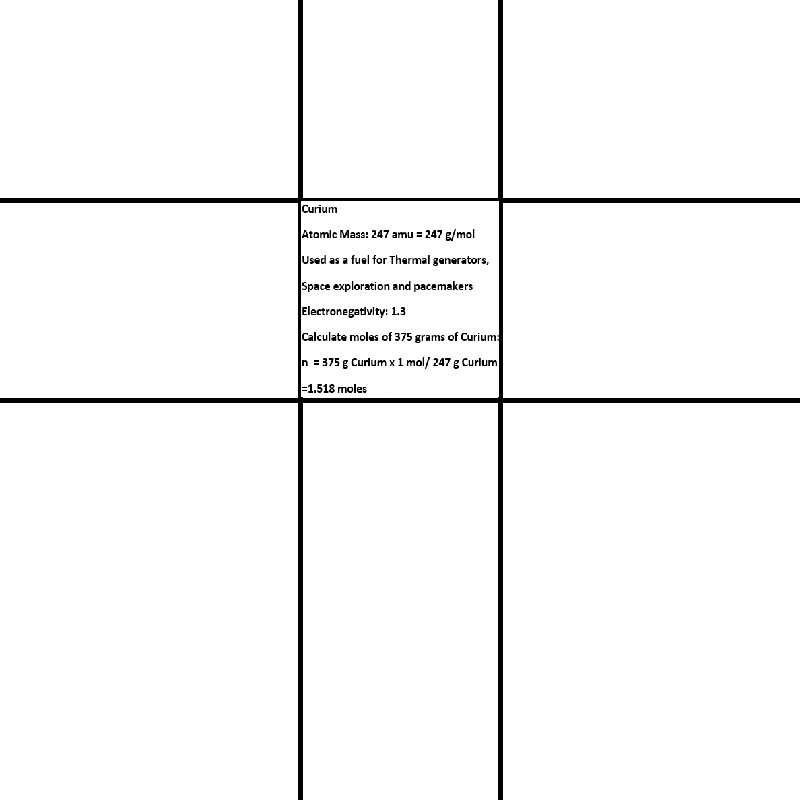 Curium
Atomic Mass: 247 amu = 247 g/mol
Used as a fuel for Thermal generators,
Space exploration and pacemakers
Electronegativity: 1.3
Calculate moles of 375 grams of Curium:
n = 375 g Curium x 1 mol/ 247 g Curium
=1.518 moles